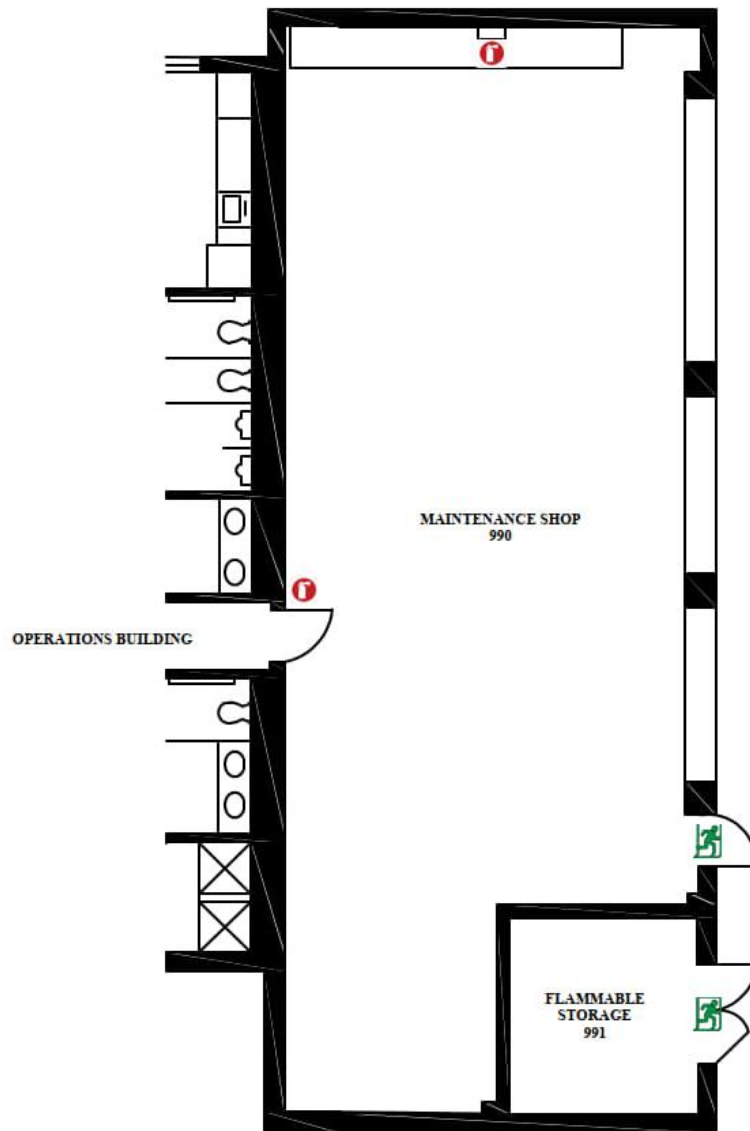 MAINTENANCE SHOP
990
OPERATIONS BUILDING
FLAMMABLE
STORAGE
991